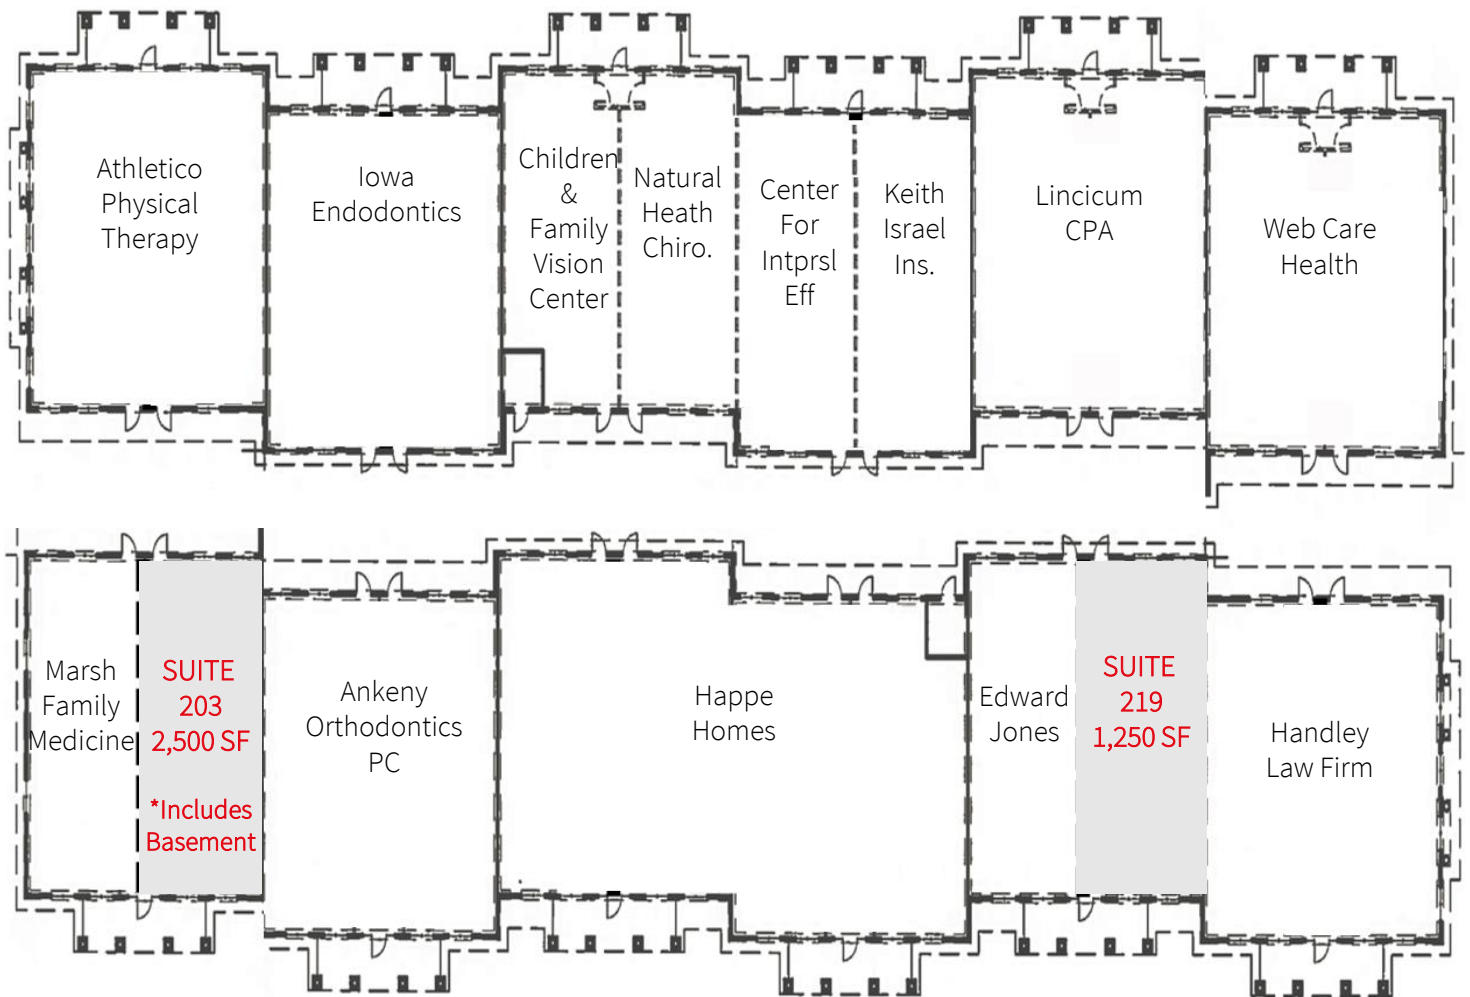 Athletico
Physical
Therapy
Iowa
Endodontics
Children
&
Family
Vision
Center
Natural
Heath
Chiro.
Center
For
Intprsl
Eff
Keith
Israel
Ins.
Lincicum
CPA
Web Care
Health
Marsh
Family
Medicine
SUITE
203
2,500 SF
*Includes
Basement
Ankeny
Orthodontics
PC
Happe
Homes
Edward
Jones
SUITE
219
1,250 SF
Handley
Law Firm